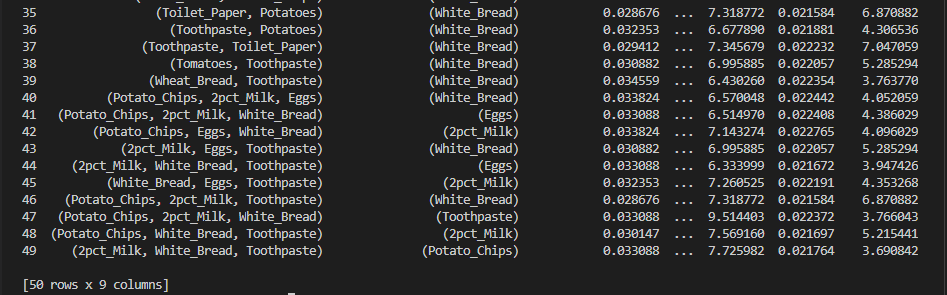 35 (Toilet_Paper, Potatoes) (White_Bread) 0.028676 ... 7.318772 0.021584 6.870882
36 (Toothpaste, Potatoes) (White_Bread) 0.032353 ... 6.677890 0.021881 4.306536
37 (Toothpaste, Toilet_Paper) (White_Bread) 0.029412 ... 7.345679 0.022232 7.047059
38 (Tomatoes, Toothpaste) (White_Bread) 0.030882 ... 6.995885 0.022057 5.285294
39 (Wheat_Bread, Toothpaste) (White_Bread) 0.034559 ... 6.430260 0.022354 3.763770
40 (Potato_Chips, 2pct_Milk, Eggs) (White_Bread) 0.033824 ... 6.570048 0.022442 4.052059
41 (Potato_Chips, 2pct_Milk, White_Bread) (Eggs) 0.033088 ... 6.514970 0.022408 4.386029
42 (Potato_Chips, Eggs, White_Bread) (2pct_Milk) 0.033824 ... 7.143274 0.022765 4.096029
43 (2pct_Milk, Eggs, Toothpaste) (White_Bread) 0.030882 ... 6.995885 0.022057 5.285294
44 (2pct_Milk, White_Bread, Toothpaste) (Eggs) 0.033088 ... 6.333999 0.021672 3.947426
45 (White_Bread, Eggs, Toothpaste) (2pct_Milk) 0.032353 ... 7.260525 0.022191 4.353268
46 (Potato_Chips, 2pct_Milk, Toothpaste) (White_Bread) 0.028676 ... 7.318772 0.021584 6.870882
47 (Potato_Chips, 2pct_Milk, White_Bread) (Toothpaste) 0.033088 ... 9.514403 0.022372 3.766043
48 (Potato_Chips, White_Bread, Toothpaste) (2pct_Milk) 0.030147 ... 7.569160 0.021697 5.215441
49 (2pct_Milk, White_Bread, Toothpaste) (Potato_Chips) 0.033088 ... 7.725982 0.021764 3.690842
[50 rows x 9 columns]